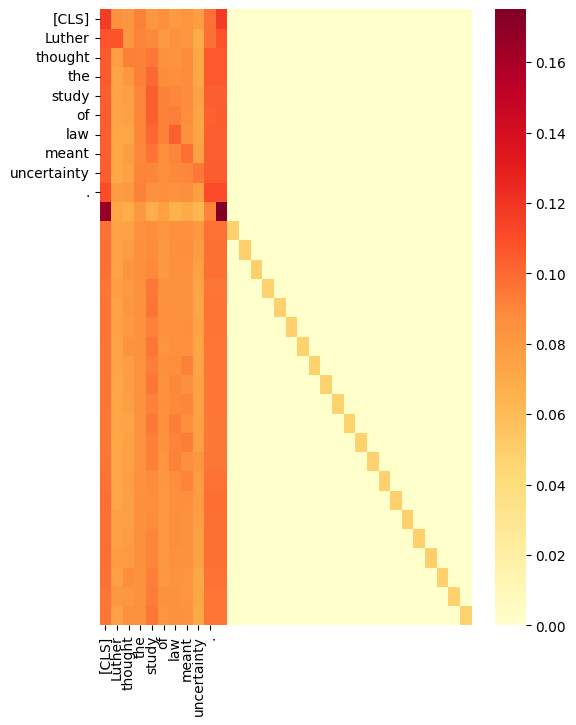 [CLS]
Luther
thought
the
study
of
law
meant
uncertainty
.
0.16
0.14
0.12
0.10
0.08
0.06
0.04
0.02
0.00
[CLS]
Luther
thought
the
study
of
law
meant
uncertainty
.